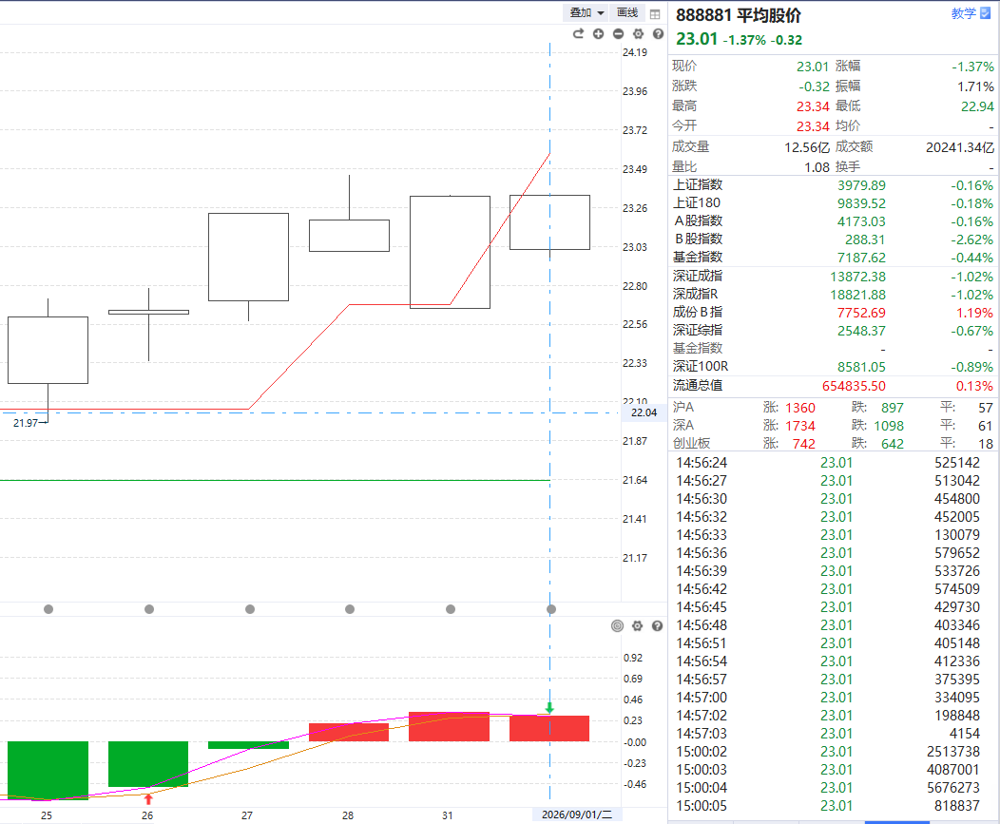 叠加 画线
24.19
23.96
23.72
23.49
23.26
23.03
22.80
22.56
22.33
22.10
22.04
21.97
21.87
21.64
21.41
21.17
0.92
0.69
0.46
0.23
-0.00
-0.23
-0.46
25 26 27 28 31 2026/09/01/二
888881 平均股价 教学
23.01 -1.37% -0.32
现价 23.01 涨幅 -1.37%
涨跌 -0.32 振幅 1.71%
最高 23.34 最低 22.94
今开 23.34 均价 -
成交量 12.56亿 成交额 20241.34亿
量比 1.08 换手 -
上证指数 3979.89 -0.16%
上证180 9839.52 -0.18%
A股指数 4173.03 -0.16%
B股指数 288.31 -2.62%
基金指数 7187.62 -0.44%
深证成指 13872.38 -1.02%
深成指R 18821.88 -1.02%
成份B指 7752.69 1.19%
深证综指 2548.37 -0.67%
基金指数 - -
深证100R 8581.05 -0.89%
流通总值 654835.50 0.13%
沪A 涨: 1360 跌: 897 平: 57
深A 涨: 1734 跌: 1098 平: 61
创业板 涨: 742 跌: 642 平: 18
14:56:24 23.01 525142
14:56:27 23.01 513042
14:56:30 23.01 454800
14:56:32 23.01 452005
14:56:33 23.01 130079
14:56:36 23.01 579652
14:56:39 23.01 533726
14:56:42 23.01 574509
14:56:45 23.01 429730
14:56:48 23.01 403346
14:56:51 23.01 405148
14:56:54 23.01 412336
14:56:57 23.01 375395
14:57:00 23.01 334095
14:57:02 23.01 198848
14:57:03 23.01 4154
15:00:02 23.01 2513738
15:00:03 23.01 4087001
15:00:04 23.01 5676273
15:00:05 23.01 818837